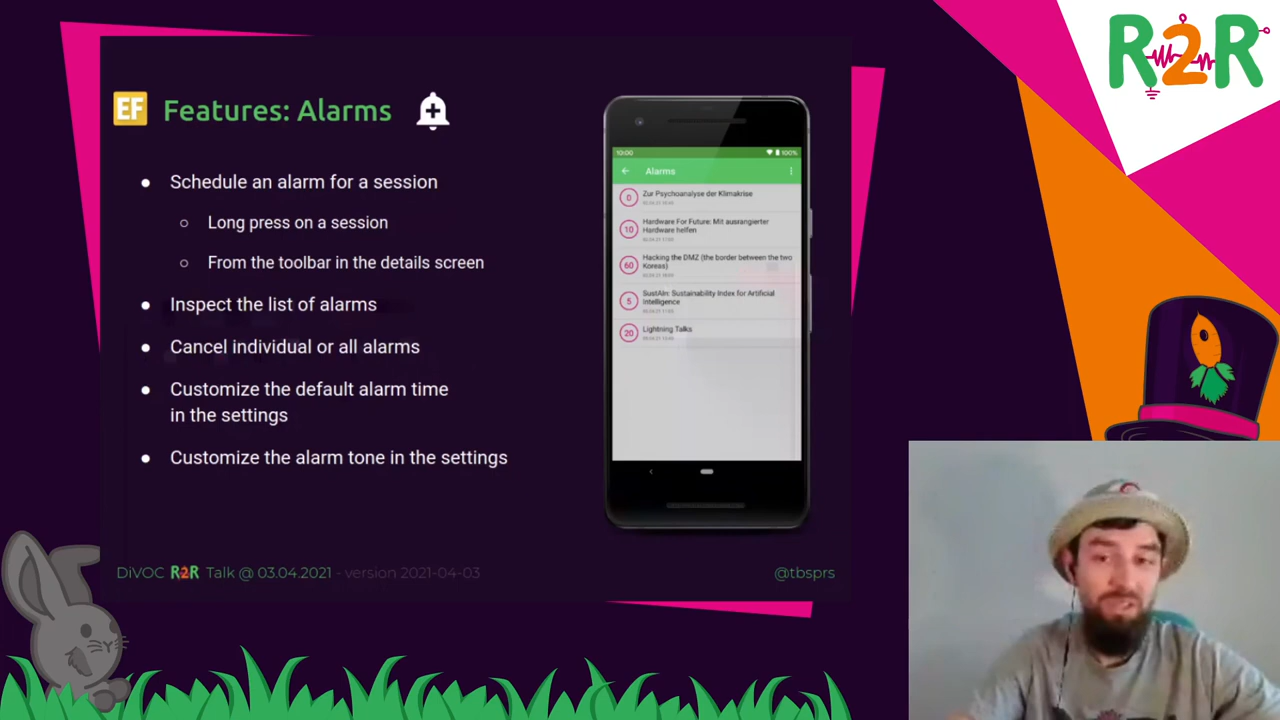 R2R
EF Features: Alarms
Schedule an alarm for a session
Long press on a session
From the toolbar in the details screen
Inspect the list of alarms
Cancel individual or all alarms
Customize the default alarm time
in the settings
Customize the alarm tone in the settings
10:00 100%
Alarms
0 Zur Psychoanalyse der Klimakrise
10 Hardware For Future: Mit ausrangierter
Hardware helfen
60 Hacking the DMZ (the border between the two
Koreas)
5 SustAIn: Sustainability Index for Artificial
Intelligence
20 Lightning Talks
DiVOC R2R Talk @ 03.04.2021 - version 2021-04-03
@tbsprs